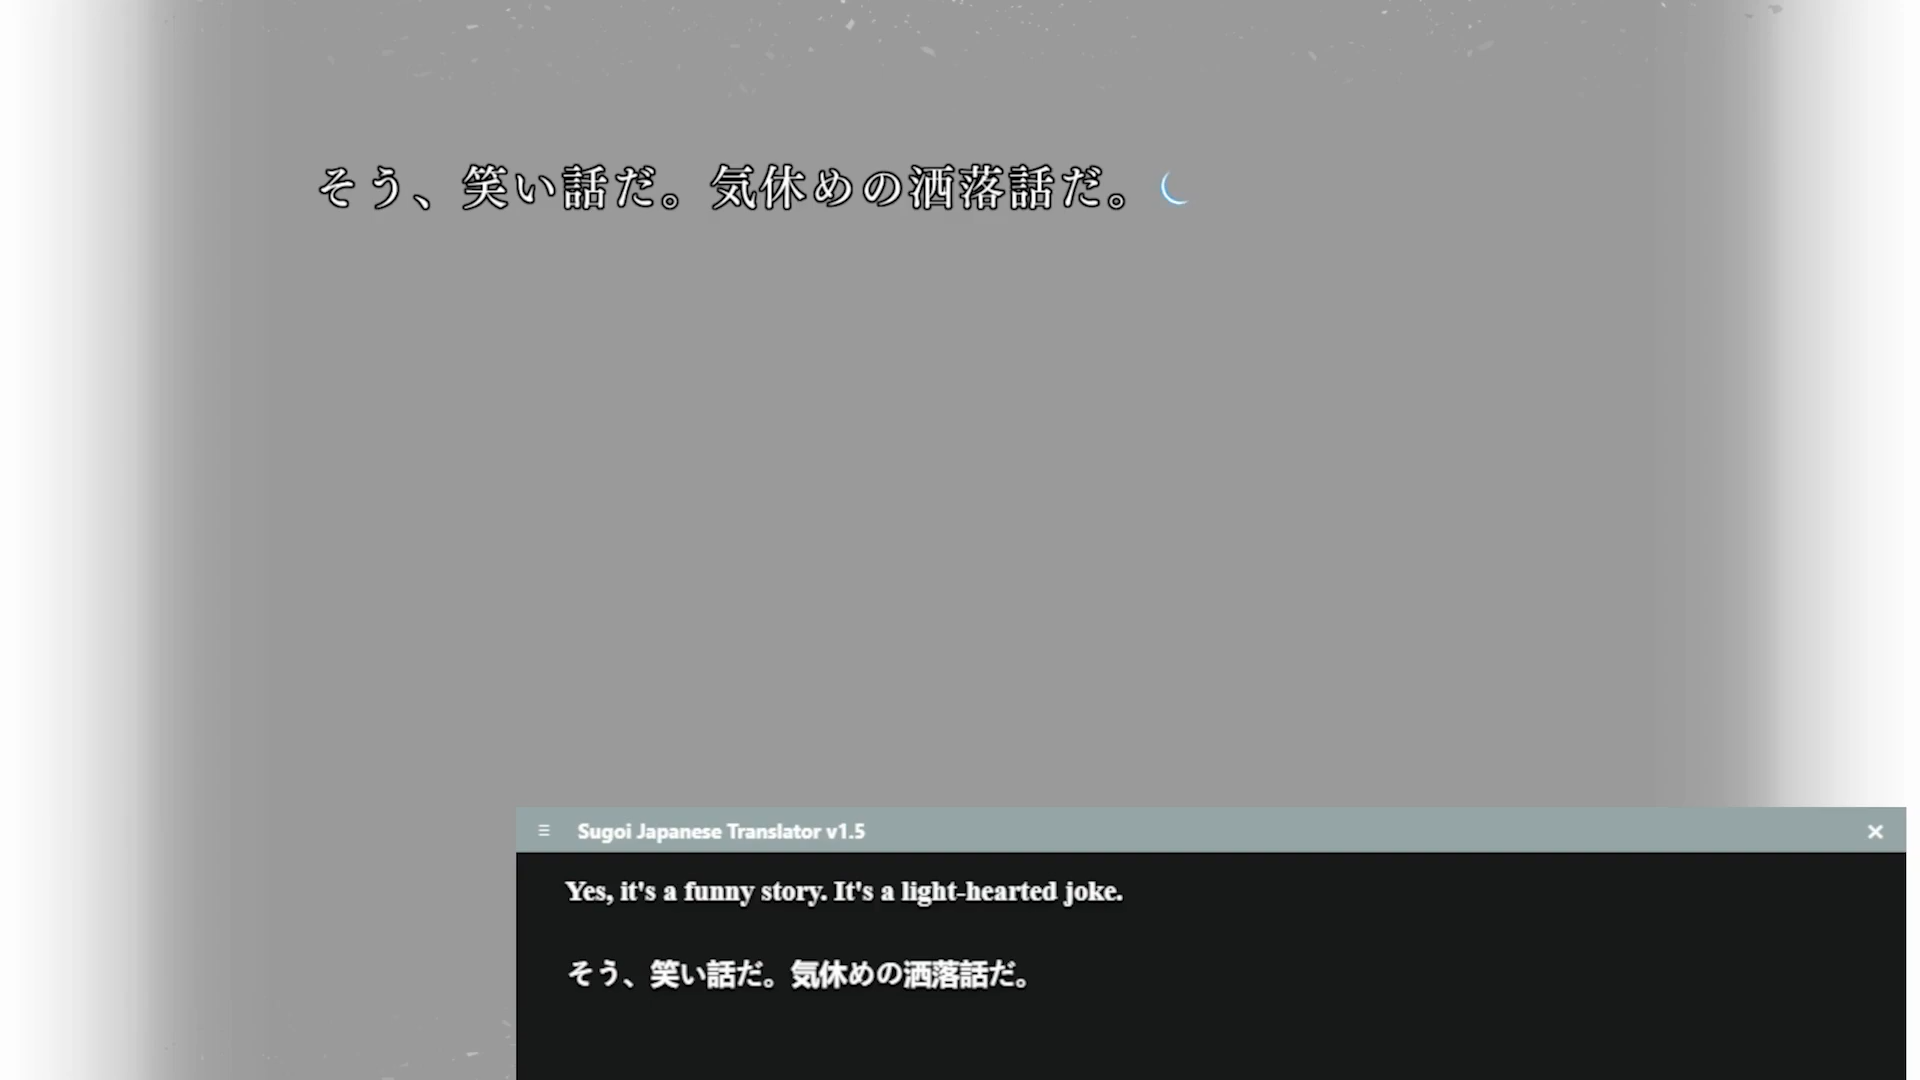 そう、笑い話だ。気休めの洒落話だ。
Sugoi Japanese Translator v1.5
Yes, it's a funny story. It's a light-hearted joke.
そう、笑い話だ。気休めの洒落話だ。